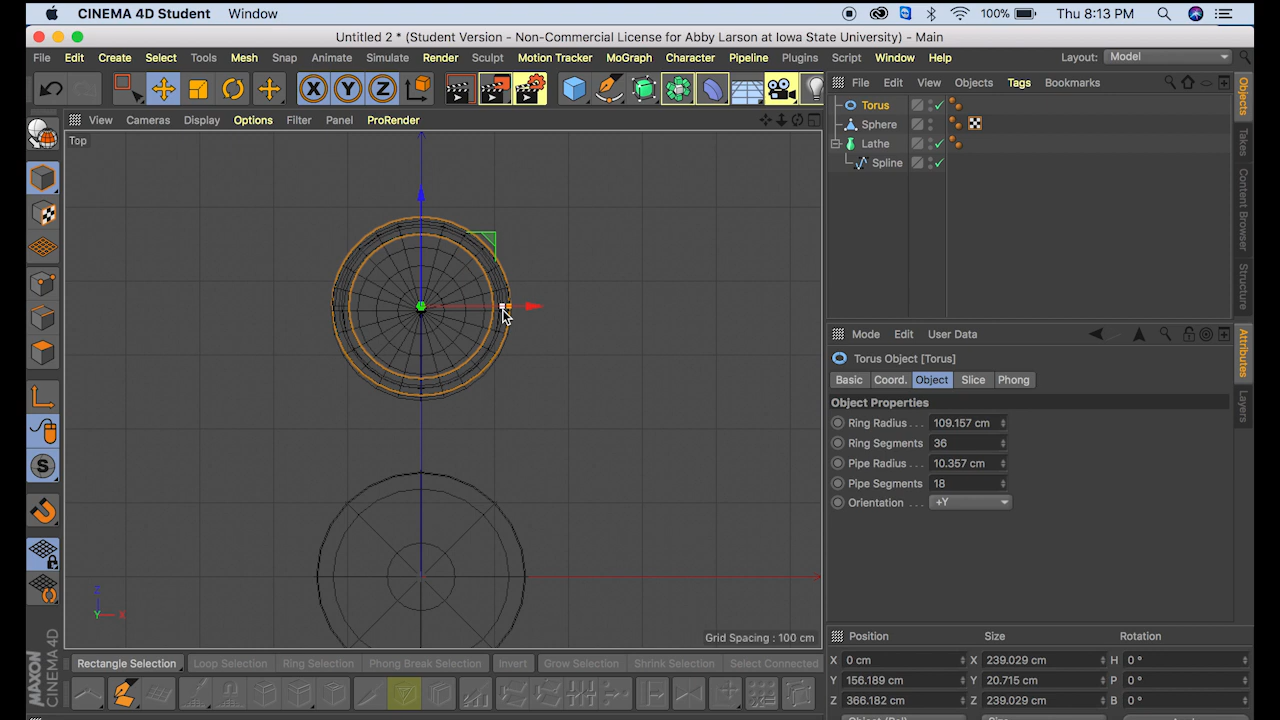 CINEMA 4D Student Window 100% Thu 8:13 PM
Untitled 2 * (Student Version - Non-Commercial License for Abby Larson at Iowa State University) - Main
File Edit Create Select Tools Mesh Snap Animate Simulate Render Sculpt Motion Tracker MoGraph Character Pipeline Plugins Script Window Help Layout: Model
X Y Z
File Edit View Objects Tags Bookmarks
View Cameras Display Options Filter Panel ProRender
Top
Torus
Sphere
Lathe
Spline
Objects
Takes
Content Browser
Structure
Mode Edit User Data
Torus Object [Torus]
Basic Coord. Object Slice Phong
Object Properties
Ring Radius . . . 109.157 cm
Ring Segments 36
Pipe Radius . . . 10.357 cm
Pipe Segments 18
Orientation . . . +Y
Attributes
Layers
S
Z
Y X
Grid Spacing : 100 cm
Position Size Rotation
X 0 cm X 239.029 cm H 0 °
Y 156.189 cm Y 20.715 cm P 0 °
Z 366.182 cm Z 239.029 cm B 0 °
Rectangle Selection Loop Selection Ring Selection Phong Break Selection Invert Grow Selection Shrink Selection Select Connected
MAXON
CINEMA 4D